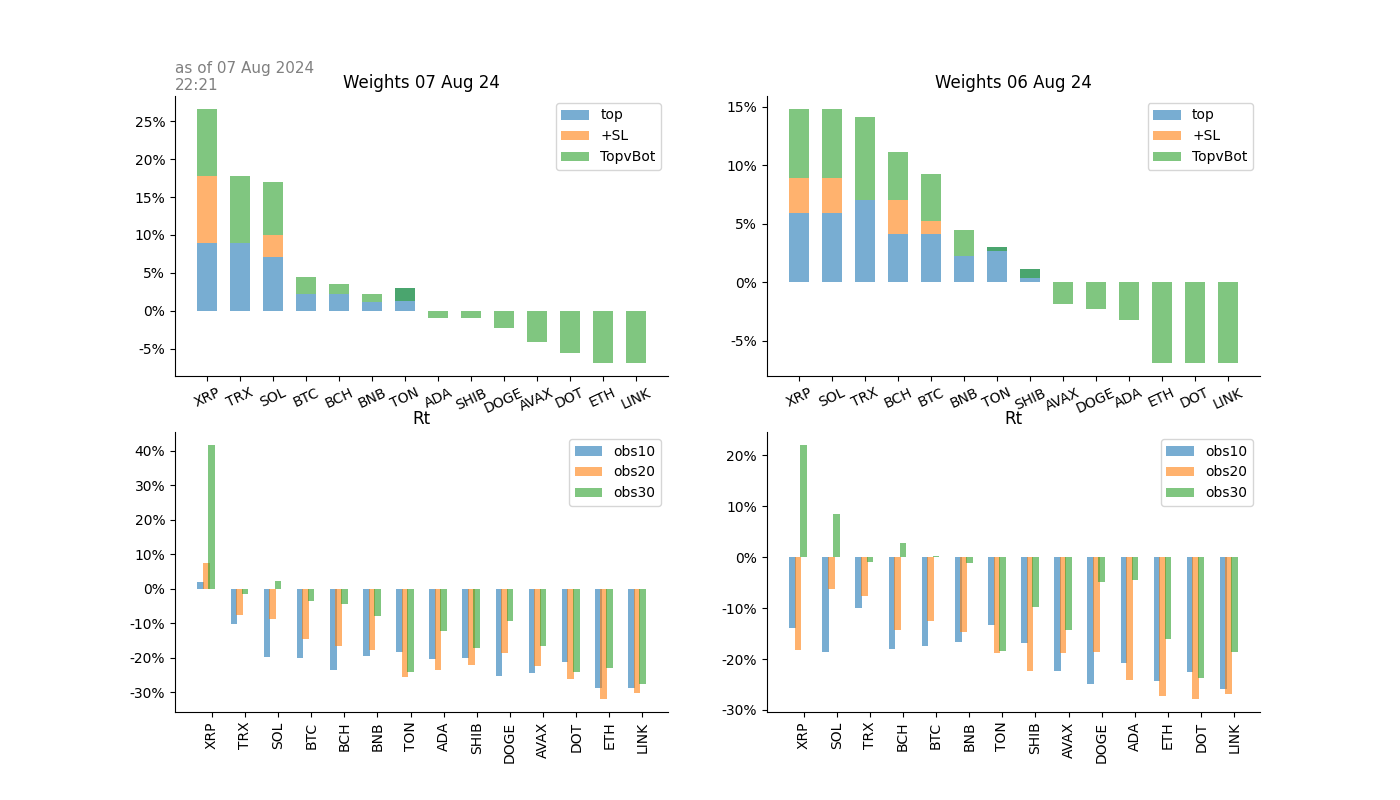 as of 07 Aug 2024
22:21
Weights 07 Aug 24
25%
20%
15%
10%
5%
0%
-5%
top
+SL
TopvBot
XRP TRX SOL BTC BCH BNB TON ADA SHIB DOGE AVAX DOT ETH LINK
Weights 06 Aug 24
15%
10%
5%
0%
-5%
top
+SL
TopvBot
XRP SOL TRX BCH BTC BNB TON SHIB AVAX DOGE ADA ETH DOT LINK
Rt
40%
30%
20%
10%
0%
-10%
-20%
-30%
obs10
obs20
obs30
XRP TRX SOL BTC BCH BNB TON ADA SHIB DOGE AVAX DOT ETH LINK
Rt
20%
10%
0%
-10%
-20%
-30%
obs10
obs20
obs30
XRP SOL TRX BCH BTC BNB TON SHIB AVAX DOGE ADA ETH DOT LINK